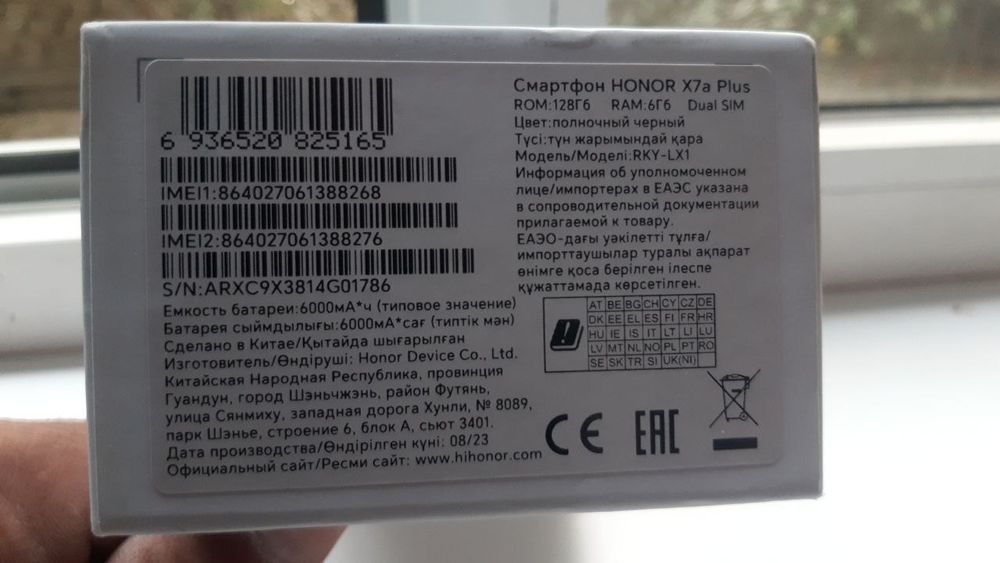 6 936520 825165
IMEI1:864027061388268
IMEI2:864027061388276
S/N:ARXC9X3814G01786
Емкость батареи:6000мА*ч (типовое значение)
Батарея сыймдылығы:6000мА*сағ (типтік мән)
Сделано в Китае/Қытайда шығарылған
Изготовитель/Өндіруші: Honor Device Co., Ltd.
Китайская Народная Республика, провинция
Гуандун, город Шэньчжэнь, район Футянь,
улица Сянмиху, западная дорога Хунли, № 8089,
парк Шэнье, строение 6, блок А, сьют 3401.
Дата производства/Өндірілген күні: 08/23
Официальный сайт/Ресми сайт: www.hihonor.com
Смартфон HONOR X7a Plus
ROM:128Гб RAM:6Гб Dual SIM
Цвет:полночный черный
Түсі:түн жарымындай қара
Модель/Моделі:RKY-LX1
Информация об уполномоченном
лице/импортерах в ЕАЭС указана
в сопроводительной документации
прилагаемой к товару.
ЕАЭО-дағы уәкілетті тұлға/
импорттаушылар туралы ақпарат
өнімге қоса берілген ілеспе
құжаттамада көрсетілген.
AT BE BG CH CY CZ DE
DK EE EL ES FI FR HR
HU IE IS IT LT LI LU
LV MT NL NO PL PT RO
SE SK TR SI UK(NI)
CE EAC